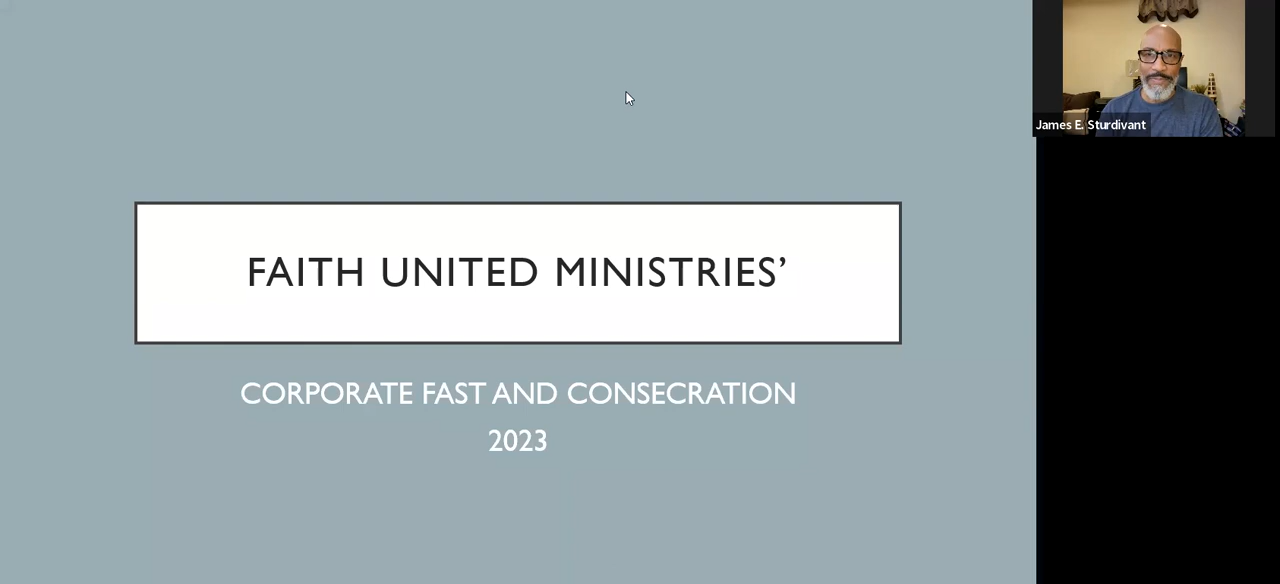 FAITH UNITED MINISTRIES’
CORPORATE FAST AND CONSECRATION
2023
James E. Sturdivant